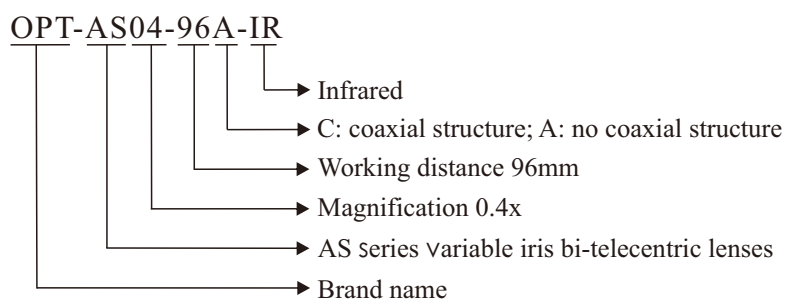 OPT-AS04-96A-IR
Infrared
C: coaxial structure; A: no coaxial structure
Working distance 96mm
Magnification 0.4x
AS series variable iris bi-telecentric lenses
Brand name